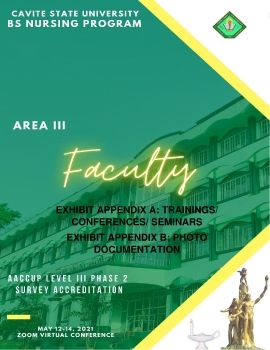 CAVITE STATE UNIVERSITY
BS NURSING PROGRAM
AREA III
Faculty
EXHIBIT APPENDIX A: TRAININGS/
CONFERENCES/ SEMINARS
EXHIBIT APPENDIX B: PHOTO
DOCUMENTATION
AACCUP LEVEL III PHASE 2
SURVEY ACCREDITATION
MAY 12-14, 2021
ZOOM VIRTUAL CONFERENCE